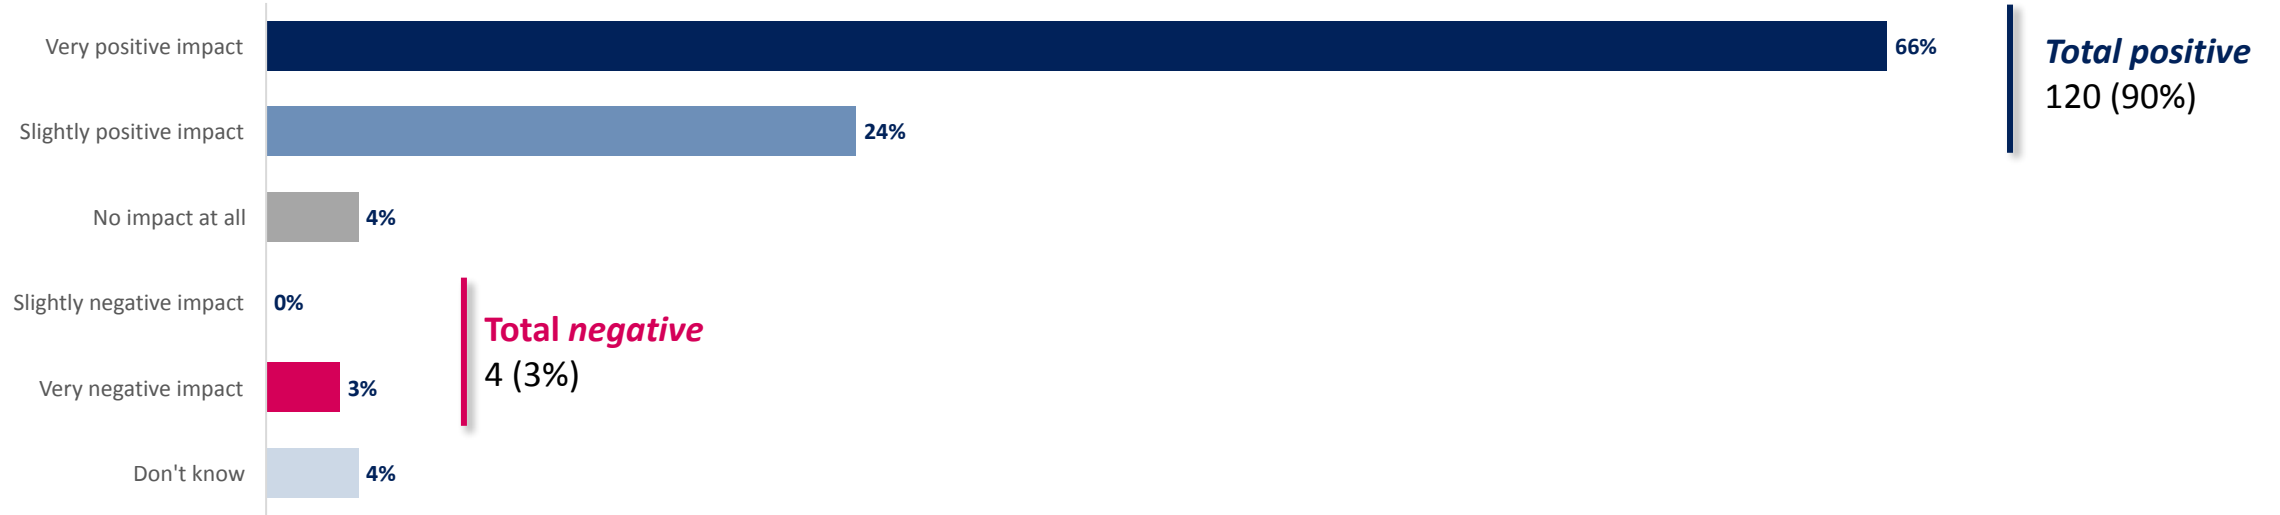 Very positive impact 66%
Total positive
120 (90%)
Slightly positive impact 24%
No impact at all 4%
Slightly negative impact 0%
Total negative
4 (3%)
Very negative impact 3%
Don't know 4%